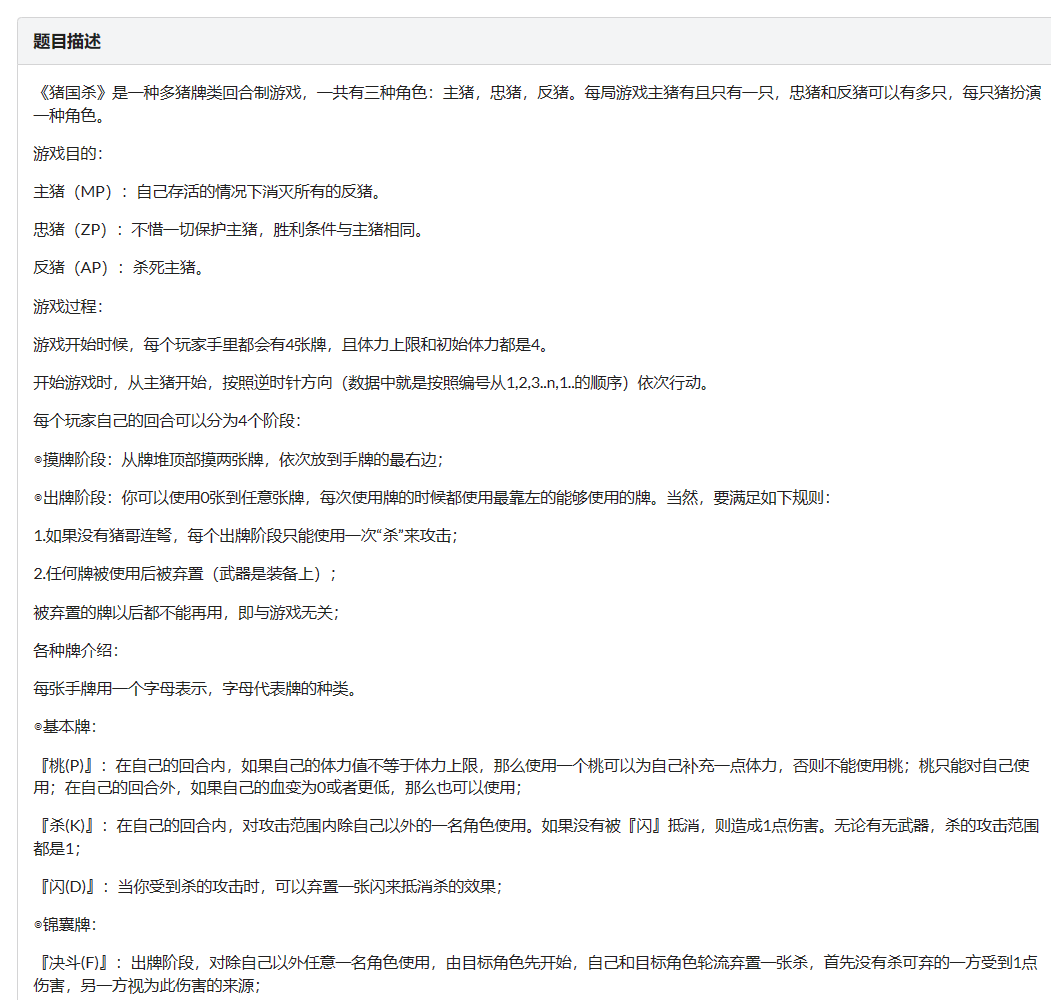 题目描述
《猪国杀》是一种多猪牌类回合制游戏，一共有三种角色：主猪，忠猪，反猪。每局游戏主猪有且只有一只，忠猪和反猪可以有多只，每只猪扮演
一种角色。
游戏目的：
主猪（MP）：自己存活的情况下消灭所有的反猪。
忠猪（ZP）：不惜一切保护主猪，胜利条件与主猪相同。
反猪（AP）：杀死主猪。
游戏过程：
游戏开始时候，每个玩家手里都会有4张牌，且体力上限和初始体力都是4。
开始游戏时，从主猪开始，按照逆时针方向（数据中就是按照编号从1,2,3..n,1..的顺序）依次行动。
每个玩家自己的回合可以分为4个阶段：
⊙摸牌阶段：从牌堆顶部摸两张牌，依次放到手牌的最右边；
⊙出牌阶段：你可以使用0张到任意张牌，每次使用牌的时候都使用最靠左的能够使用的牌。当然，要满足如下规则：
1.如果没有猪哥连弩，每个出牌阶段只能使用一次“杀”来攻击；
2.任何牌被使用后被弃置（武器是装备上）；
被弃置的牌以后都不能再用，即与游戏无关；
各种牌介绍：
每张手牌用一个字母表示，字母代表牌的种类。
⊙基本牌：
『桃(P)』：在自己的回合内，如果自己的体力值不等于体力上限，那么使用一个桃可以为自己补充一点体力，否则不能使用桃；桃只能对自己使
用；在自己的回合外，如果自己的血变为0或者更低，那么也可以使用；
『杀(K)』：在自己的回合内，对攻击范围内除自己以外的一名角色使用。如果没有被『闪』抵消，则造成1点伤害。无论有无武器，杀的攻击范围
都是1；
『闪(D)』：当你受到杀的攻击时，可以弃置一张闪来抵消杀的效果；
⊙锦囊牌：
『决斗(F)』：出牌阶段，对除自己以外任意一名角色使用，由目标角色先开始，自己和目标角色轮流弃置一张杀，首先没有杀可弃的一方受到1点
伤害，另一方视为此伤害的来源；